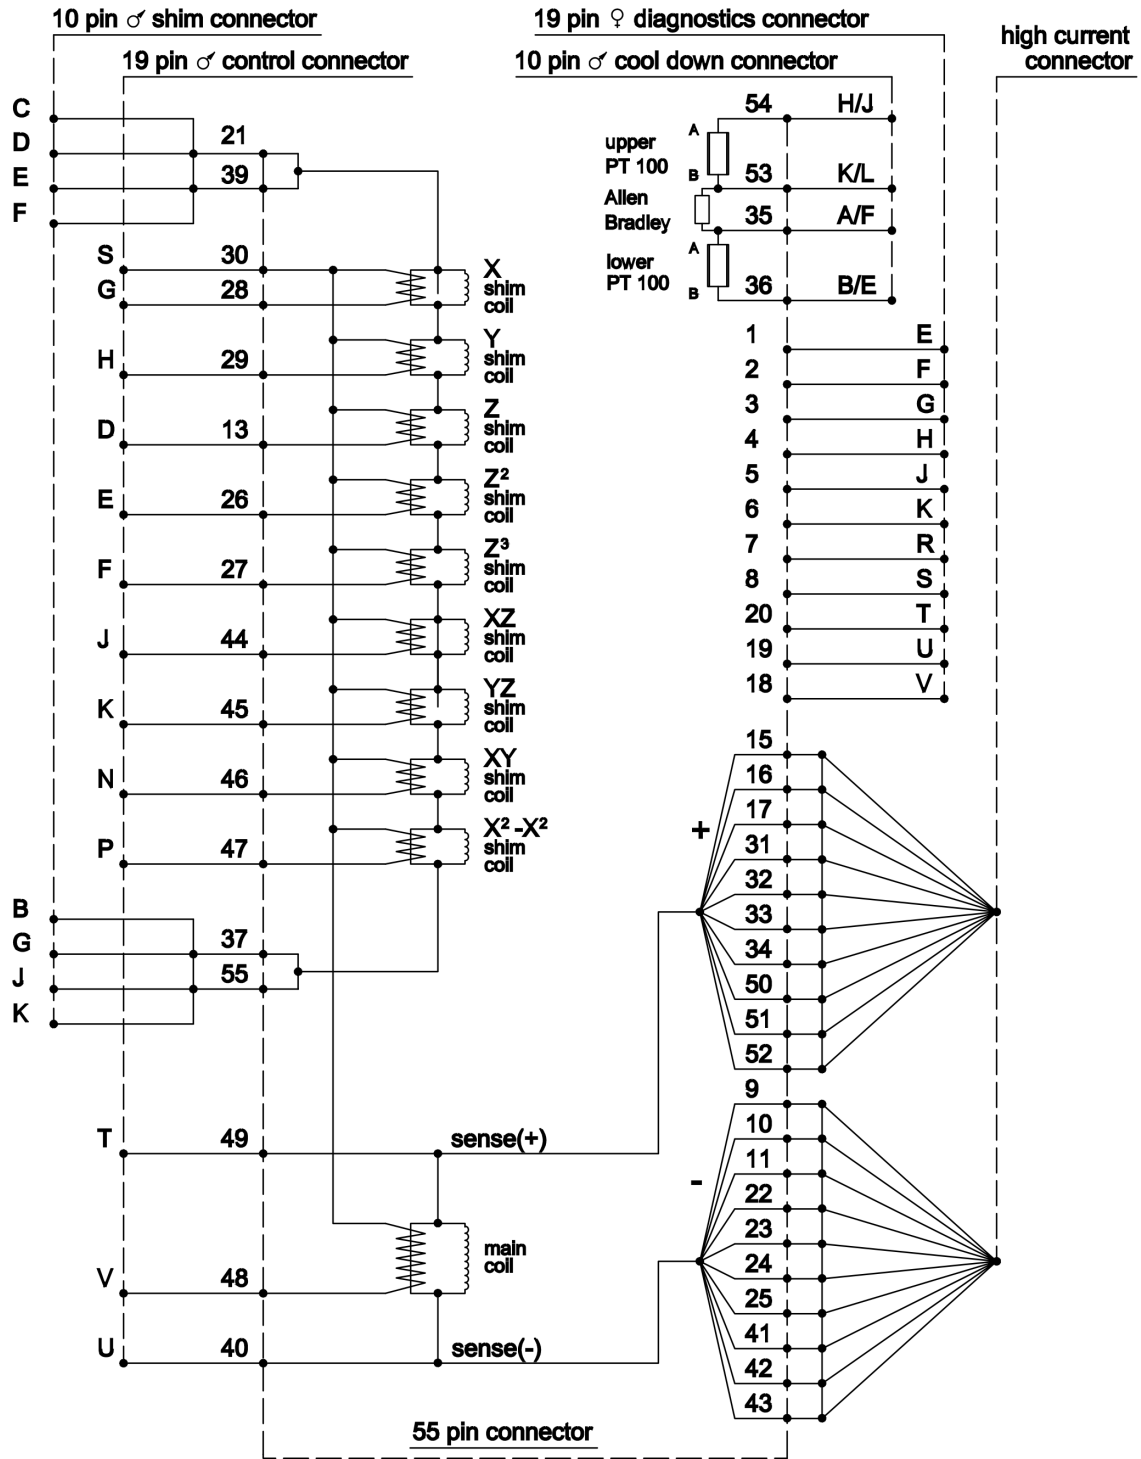 10 pin ♂ shim connector
19 pin ♂ control connector
19 pin ♀ diagnostics connector
10 pin ♂ cool down connector
high current
connector
C
D 21
E 39
F
S 30
G 28
X
shim
coil
H 29
Y
shim
coil
D 13
Z
shim
coil
E 26
Z²
shim
coil
F 27
Z³
shim
coil
J 44
XZ
shim
coil
K 45
YZ
shim
coil
N 46
XY
shim
coil
P 47
X² -X²
shim
coil
B
G 37
J 55
K
T 49 sense(+)
main
coil
V 48
U 40 sense(-)
54 H/J
A
upper
PT 100
B
53 K/L
Allen
Bradley
35 A/F
A
lower
PT 100
B
36 B/E
1 E
2 F
3 G
4 H
5 J
6 K
7 R
8 S
20 T
19 U
18 V
15
16
17
+
31
32
33
34
50
51
52
9
10
11
-
22
23
24
25
41
42
43
55 pin connector